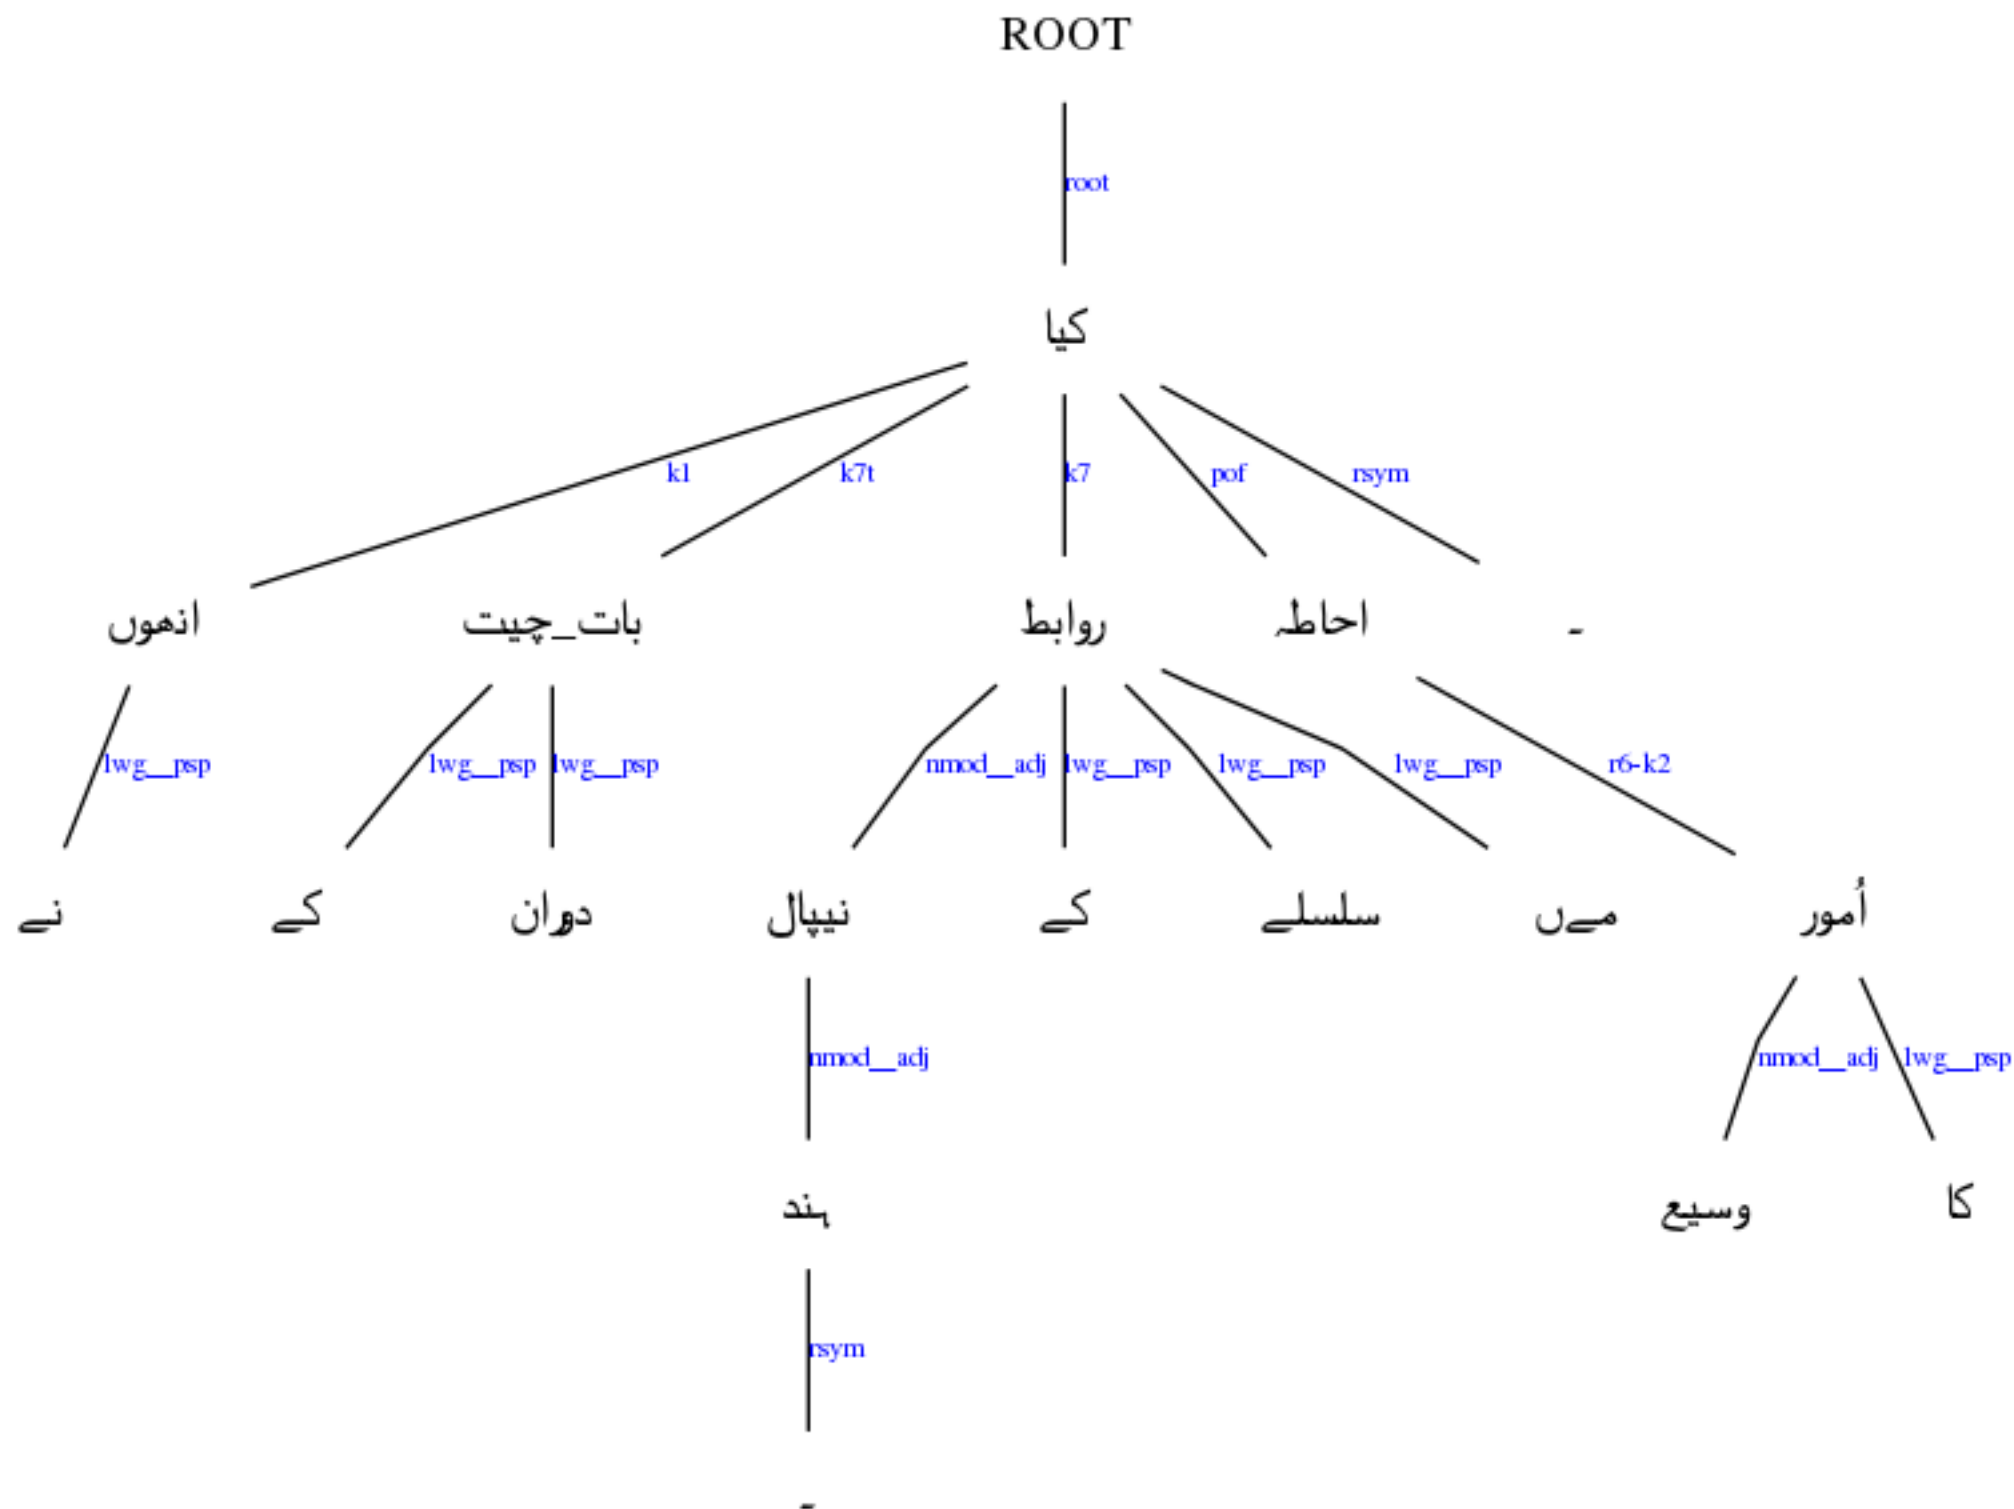 ROOT
root
کیا
k1 k7t k7 pof rsym
انھوں بات_چیت روابط احاطہ ۔
lwg__psp lwg__psp lwg__psp nmod__adj lwg__psp lwg__psp lwg__psp r6-k2
نے کے دوران نیپال کے سلسلے مےں اُمور
nmod__adj nmod__adj lwg__psp
ہند وسیع کا
rsym
-